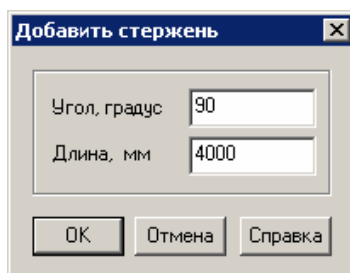 Добавить стержень
Угол, градус 90
Длина, мм 4000
OK Отмена Справка